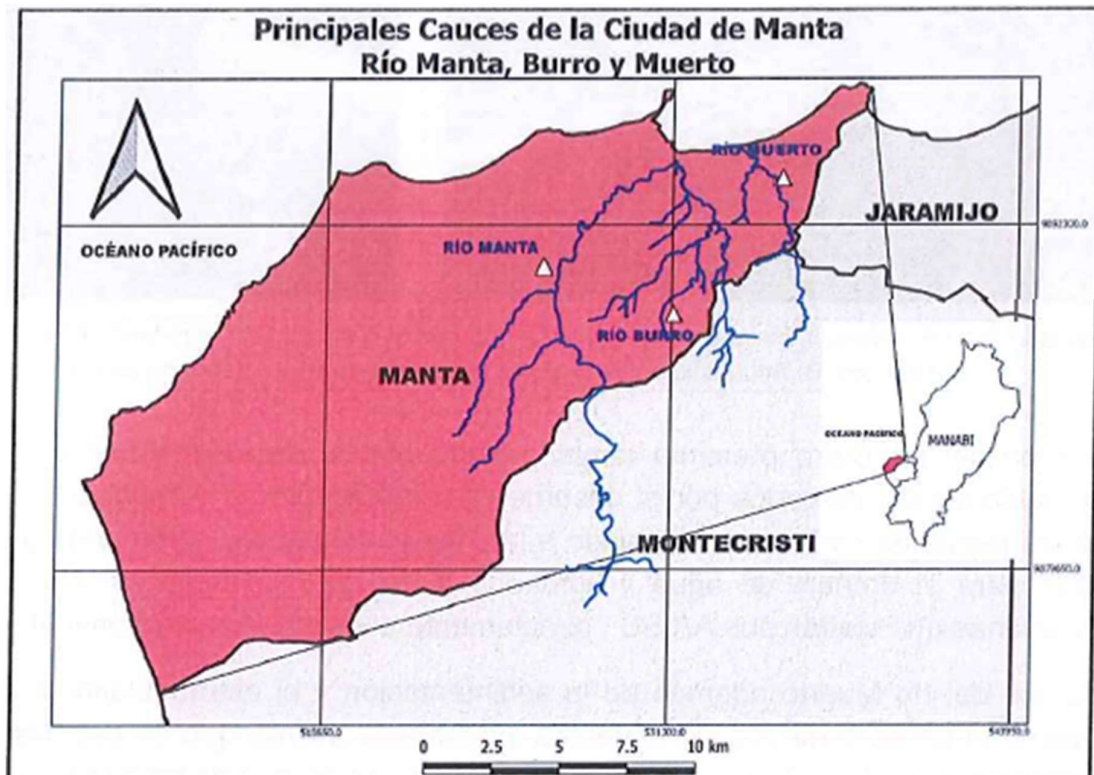 Principales Cauces de la Ciudad de Manta
Río Manta, Burro y Muerto
RÍO MUERTO
JARAMIJO
OCÉANO PACÍFICO
RÍO MANTA
RÍO BURRO
MANTA
OCEANO PACIFICO
MANABI
MONTECRISTI
0 2.5 5 7.5 10 km